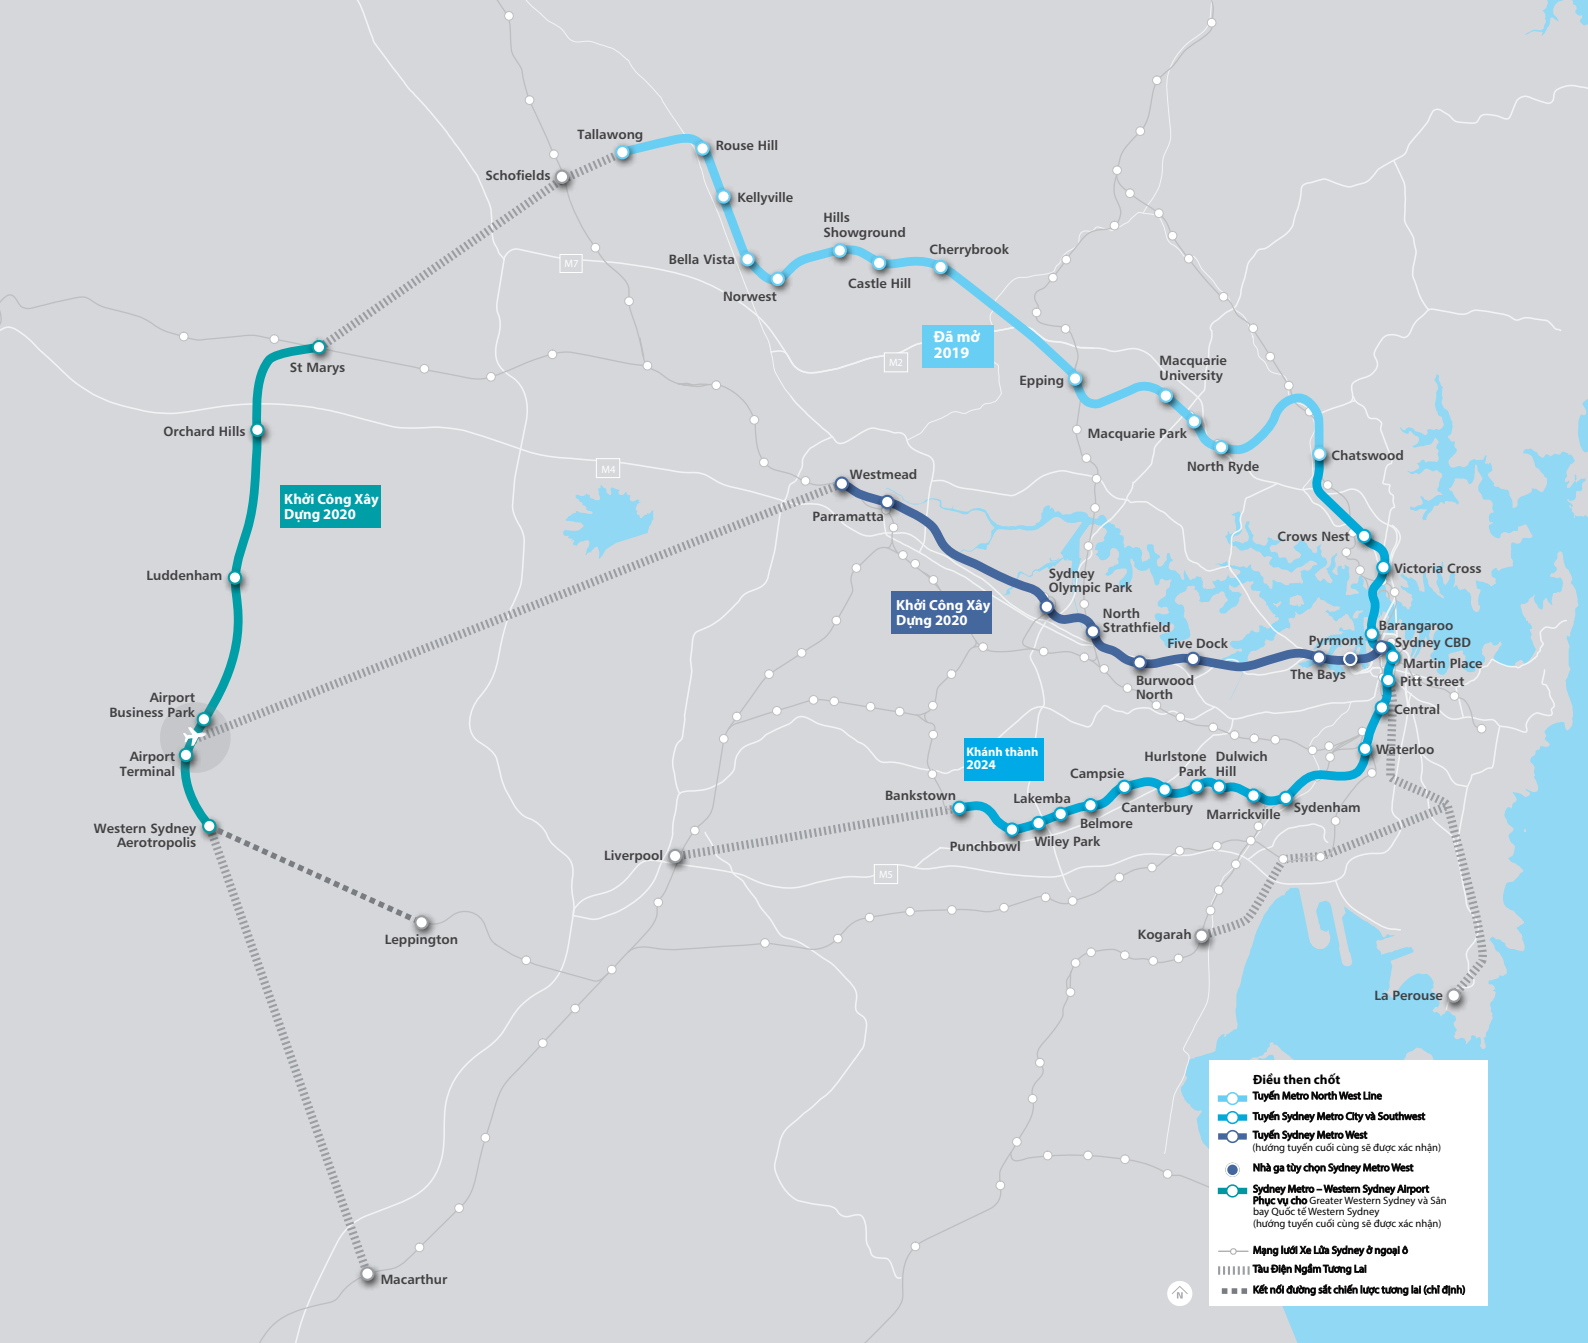 Tallawong
Rouse Hill
Schofields
Kellyville
Hills
Showground
Cherrybrook
Bella Vista
M7
Castle Hill
Norwest
Đã mở
2019
M2
St Marys
Macquarie
University
Epping
Orchard Hills
Macquarie Park
North Ryde
Chatswood
M4
Westmead
Khởi Công Xây
Dựng 2020
Parramatta
Crows Nest
Victoria Cross
Luddenham
Sydney
Olympic Park
Khởi Công Xây
Dựng 2020
North
Strathfield
Barangaroo
Five Dock
Pyrmont
Sydney CBD
Martin Place
The Bays
Pitt Street
Burwood
North
Airport
Business Park
Central
Airport
Terminal
Khánh thành
2024
Waterloo
Hurlstone
Park
Dulwich
Hill
Campsie
Bankstown
Lakemba
Canterbury
Sydenham
Marrickville
Belmore
Western Sydney
Aerotropolis
Punchbowl
Wiley Park
Liverpool
M5
Leppington
Kogarah
La Perouse
Macarthur
Điều then chốt
Tuyến Metro North West Line
Tuyến Sydney Metro City và Southwest
Tuyến Sydney Metro West
(hướng tuyến cuối cùng sẽ được xác nhận)
Nhà ga tùy chọn Sydney Metro West
Sydney Metro – Western Sydney Airport
Phục vụ cho Greater Western Sydney và Sân
bay Quốc tế Western Sydney
(hướng tuyến cuối cùng sẽ được xác nhận)
Mạng lưới Xe Lửa Sydney ở ngoại ô
Tàu Điện Ngầm Tương Lai
Kết nối đường sắt chiến lược tương lai (chỉ định)
N